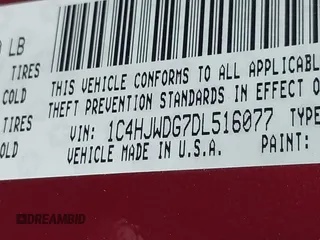 LB
TIRES
COLD
TIRES
OLD
THIS VEHICLE CONFORMS TO ALL APPLICABL
THEFT PREVENTION STANDARDS IN EFFECT O
VIN: 1C4HJWDG7DL516077 TYPE
VEHICLE MADE IN U.S.A. PAINT:
DREAMBID